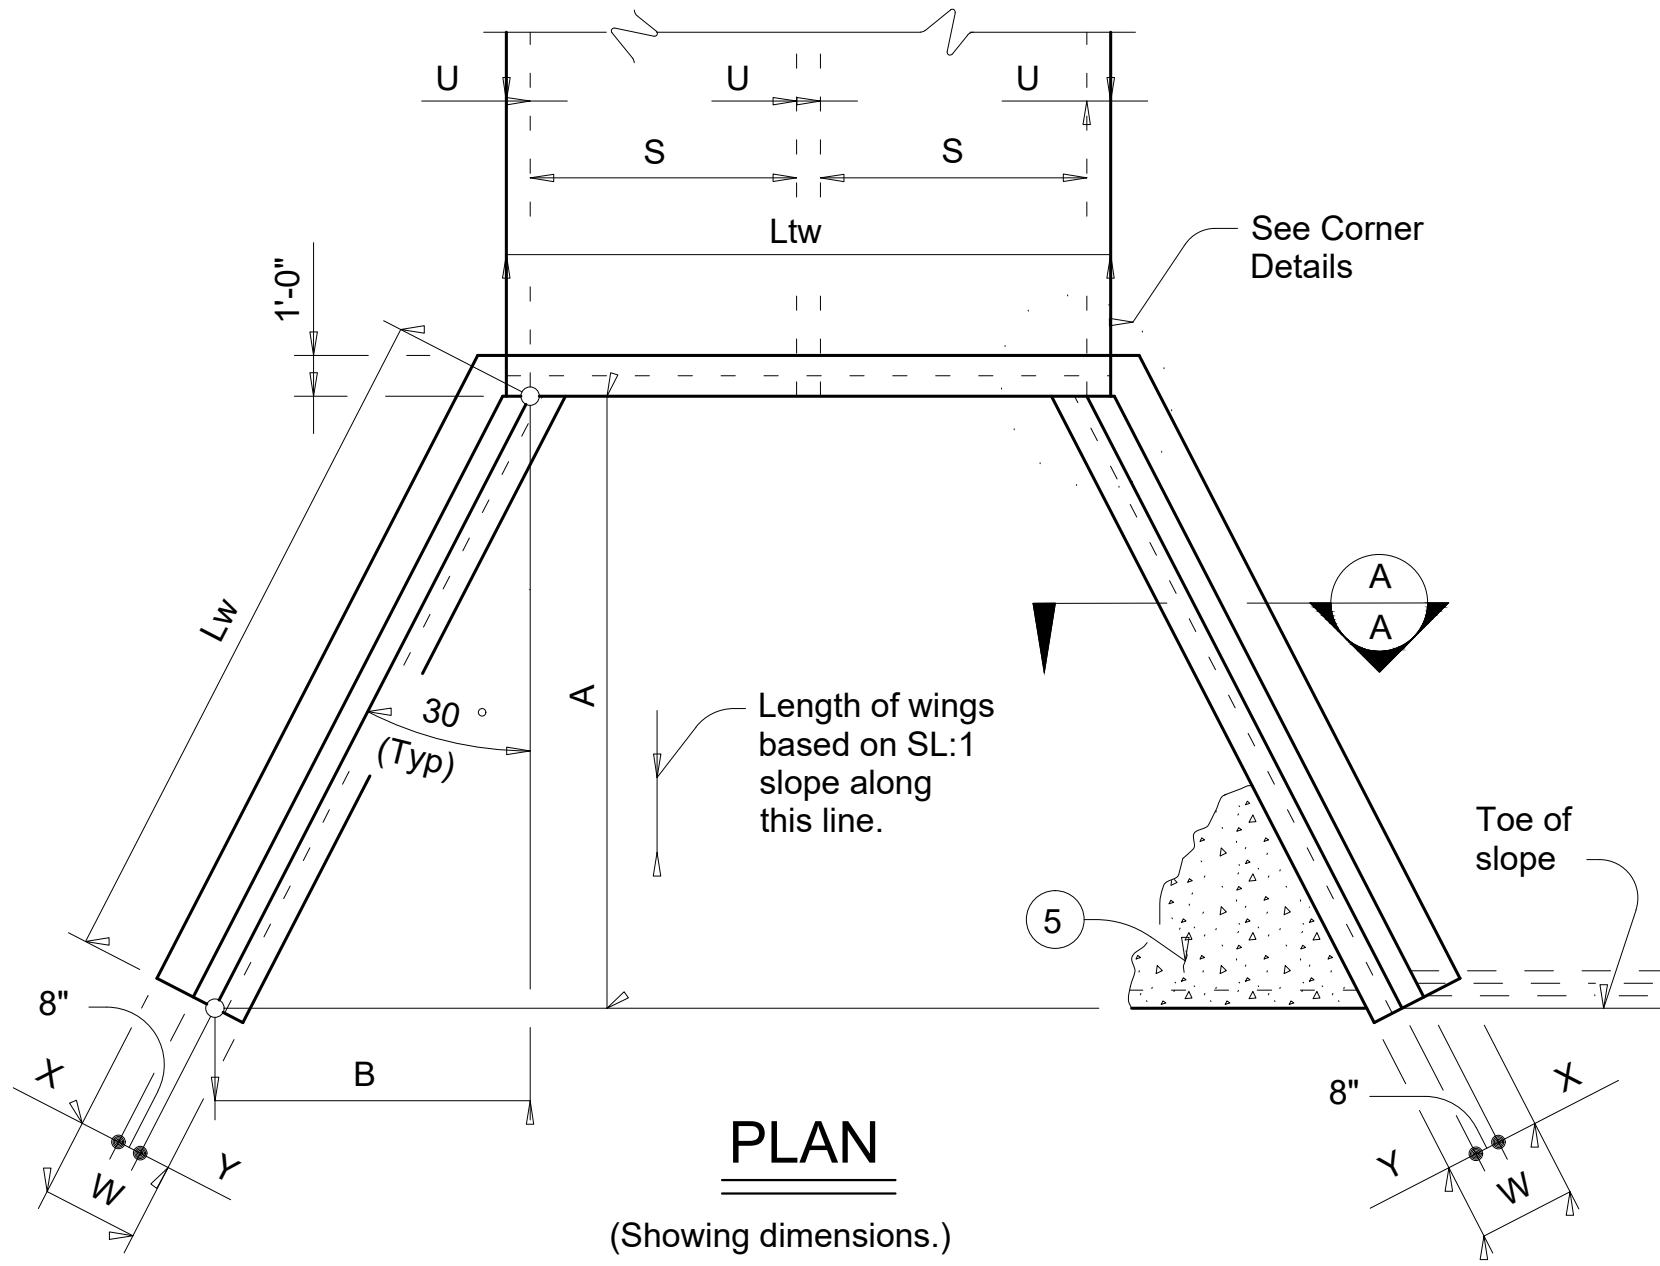 U
U
U
S
S
Ltw
See Corner
Details
1'-0"
Lw
A
A
A
30 °
(Typ)
Length of wings
based on SL:1
slope along
this line.
Toe of
slope
5
8"
X
B
8"
X
Y
Y
W
W
PLAN
(Showing dimensions.)